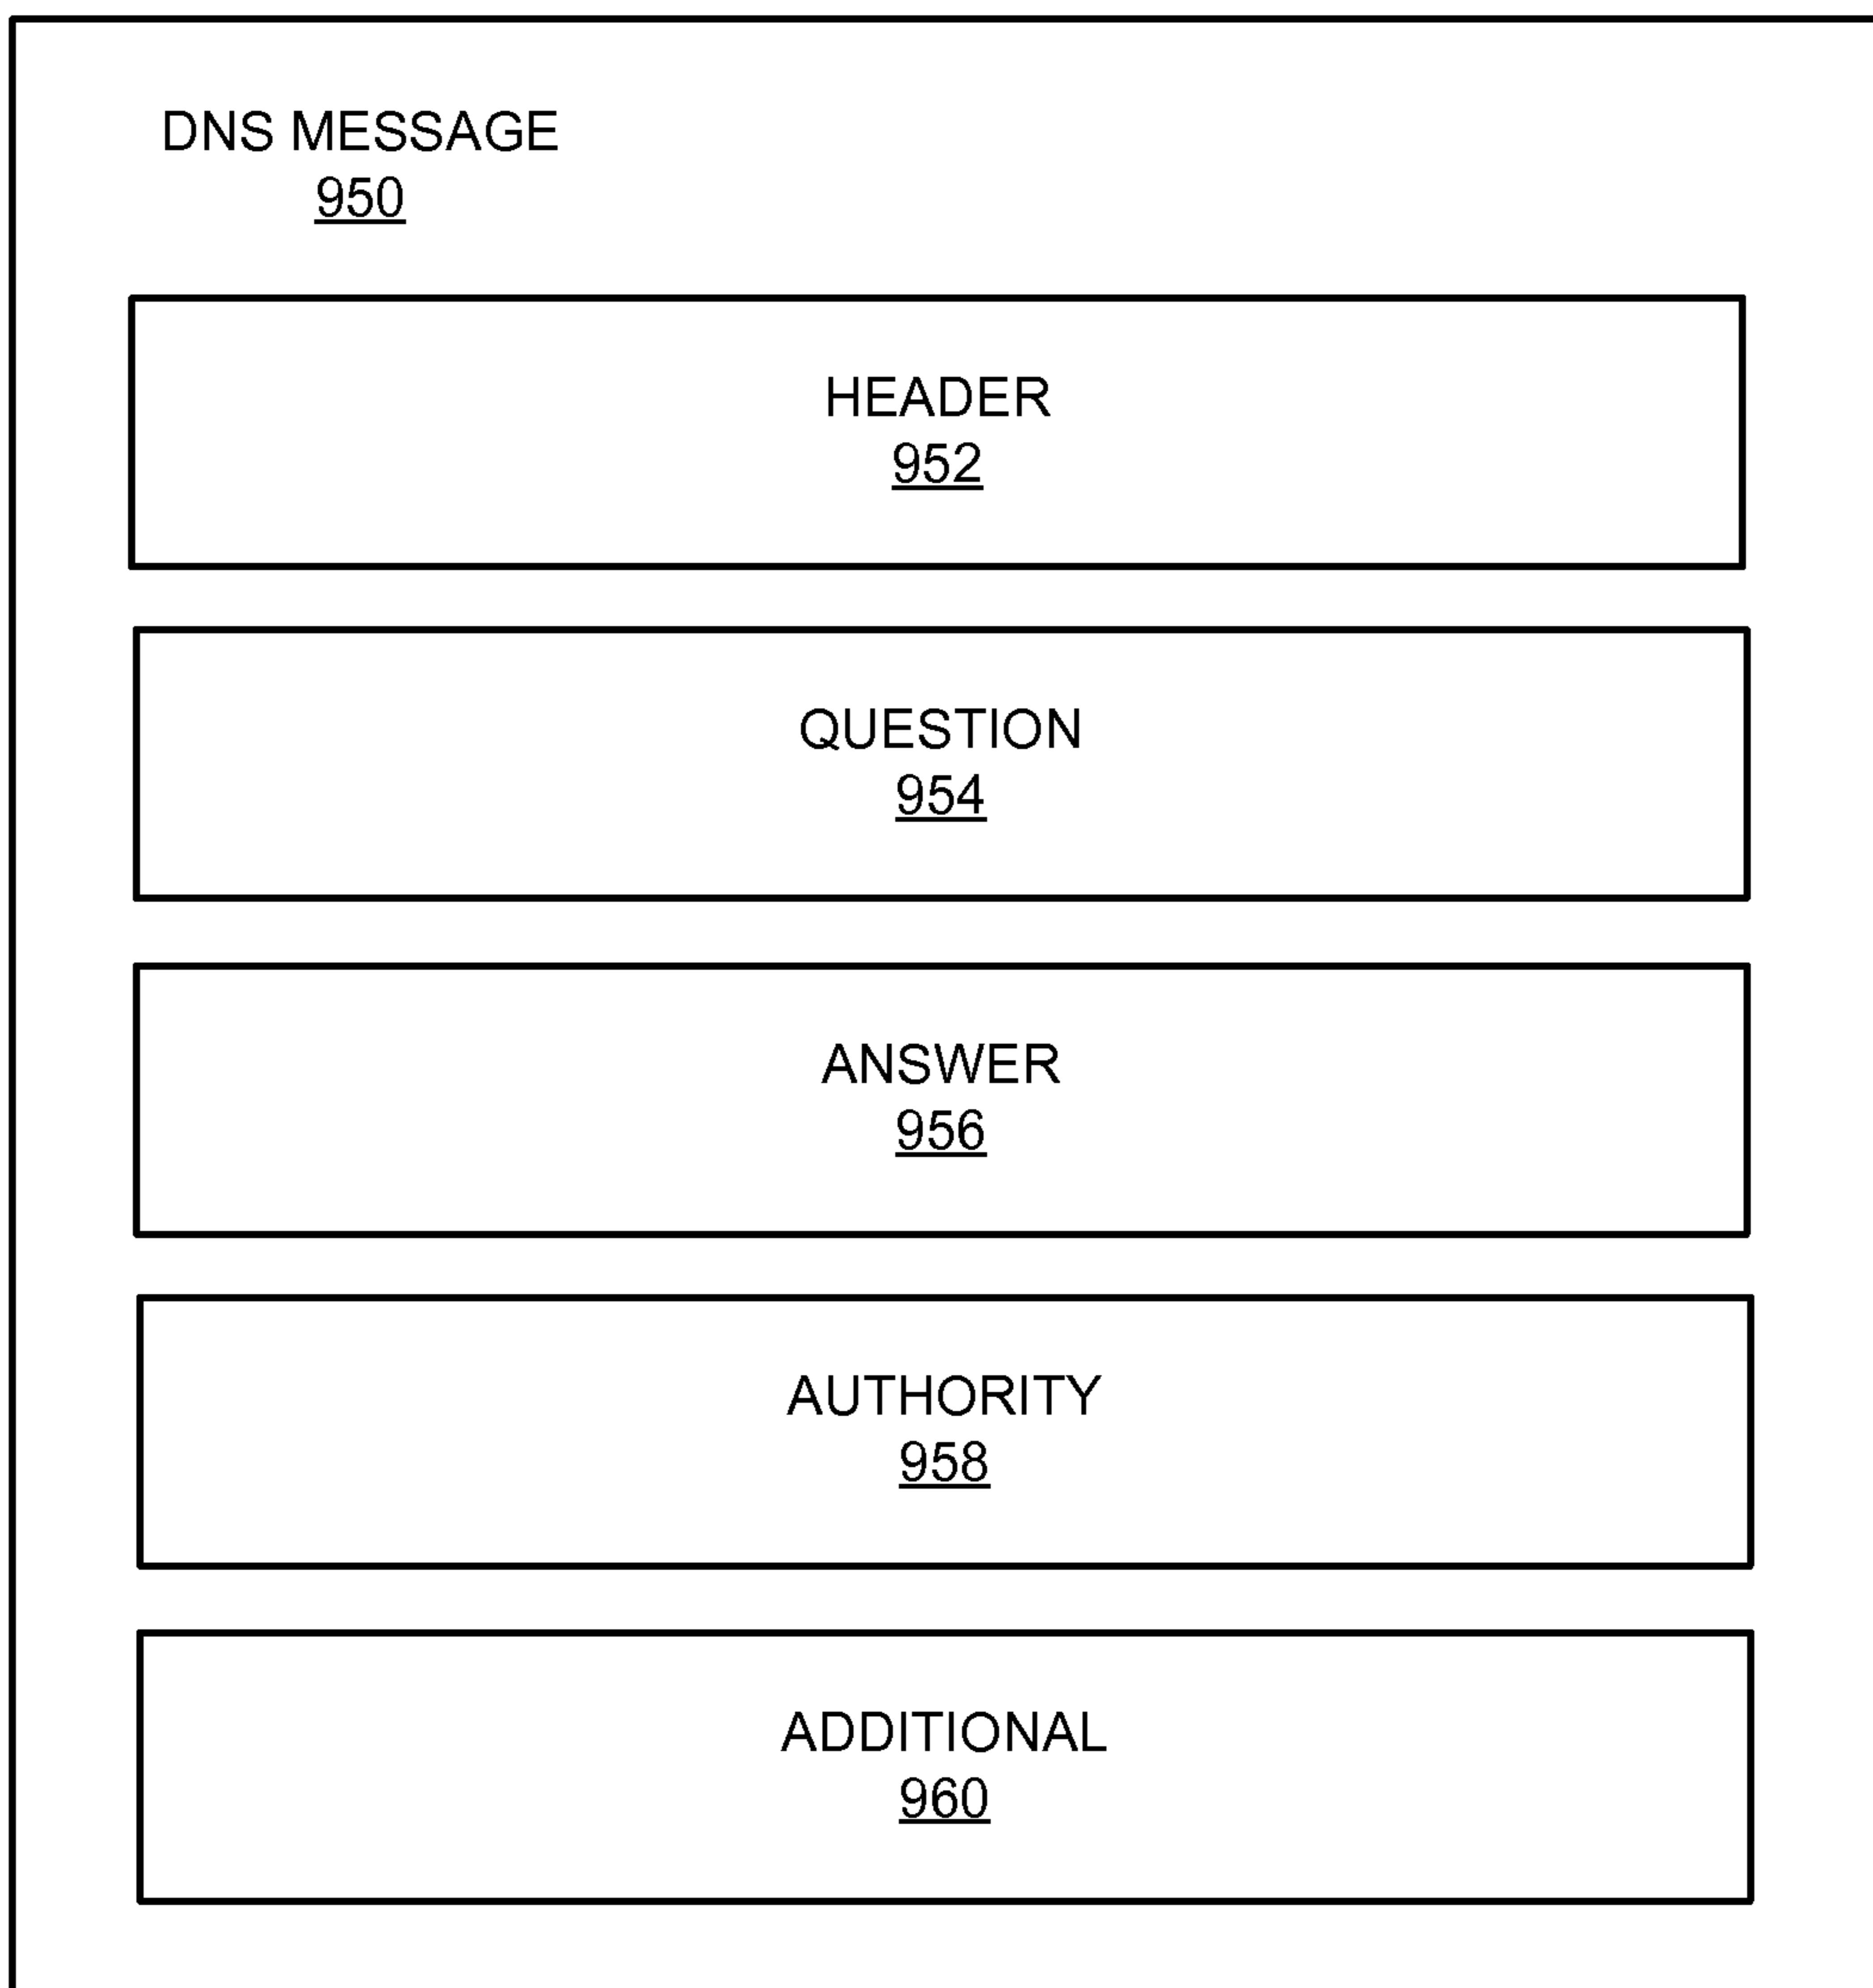 DNS MESSAGE
950
HEADER
952
QUESTION
954
ANSWER
956
AUTHORITY
958
ADDITIONAL
960